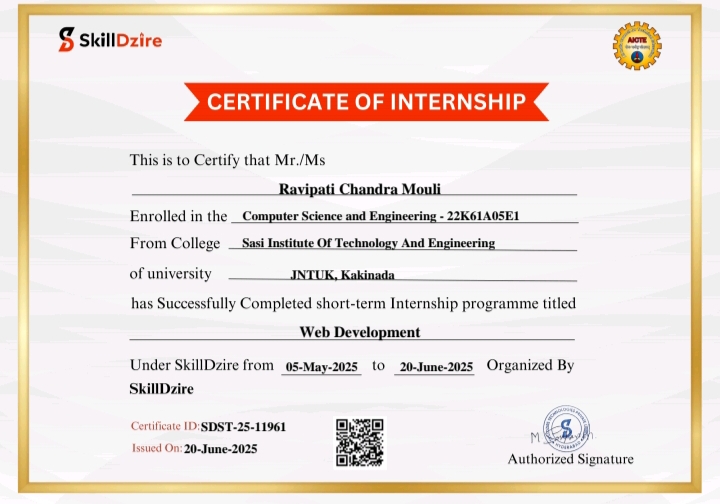 SkillDzire
AICTE
CERTIFICATE OF INTERNSHIP
This is to Certify that Mr./Ms
Ravipati Chandra Mouli
Enrolled in the Computer Science and Engineering - 22K61A05E1
From College Sasi Institute Of Technology And Engineering
of university JNTUK, Kakinada
has Successfully Completed short-term Internship programme titled
Web Development
Under SkillDzire from 05-May-2025 to 20-June-2025 Organized By
SkillDzire
Certificate ID:SDST-25-11961
Issued On: 20-June-2025
Authorized Signature